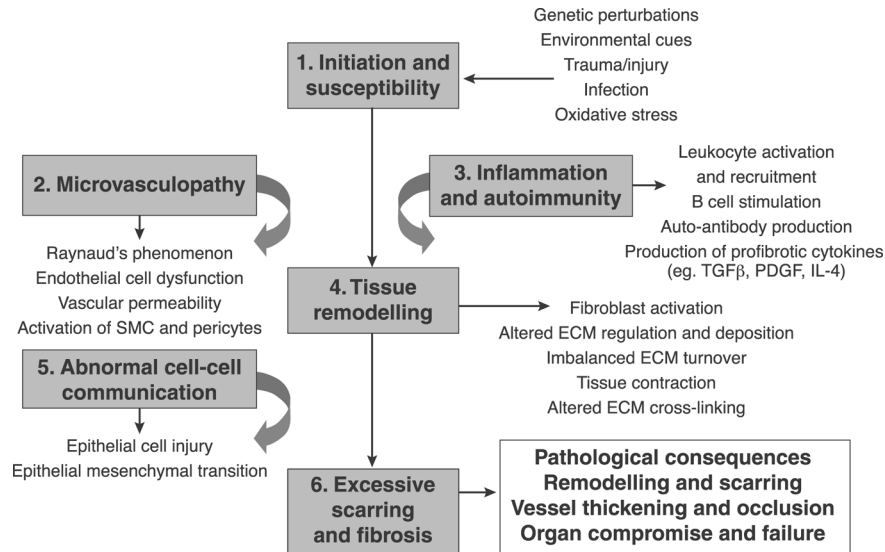 Genetic perturbations
Environmental cues
Trauma/injury
Infection
Oxidative stress
1. Initiation and
susceptibility
2. Microvasculopathy
Raynaud's phenomenon
Endothelial cell dysfunction
Vascular permeability
Activation of SMC and pericytes
3. Inflammation
and autoimmunity
Leukocyte activation
and recruitment
B cell stimulation
Auto-antibody production
Production of profibrotic cytokines
(eg. TGFβ, PDGF, IL-4)
4. Tissue
remodelling
Fibroblast activation
Altered ECM regulation and deposition
Imbalanced ECM turnover
Tissue contraction
Altered ECM cross-linking
5. Abnormal cell-cell
communication
Epithelial cell injury
Epithelial mesenchymal transition
6. Excessive
scarring
and fibrosis
Pathological consequences
Remodelling and scarring
Vessel thickening and occlusion
Organ compromise and failure